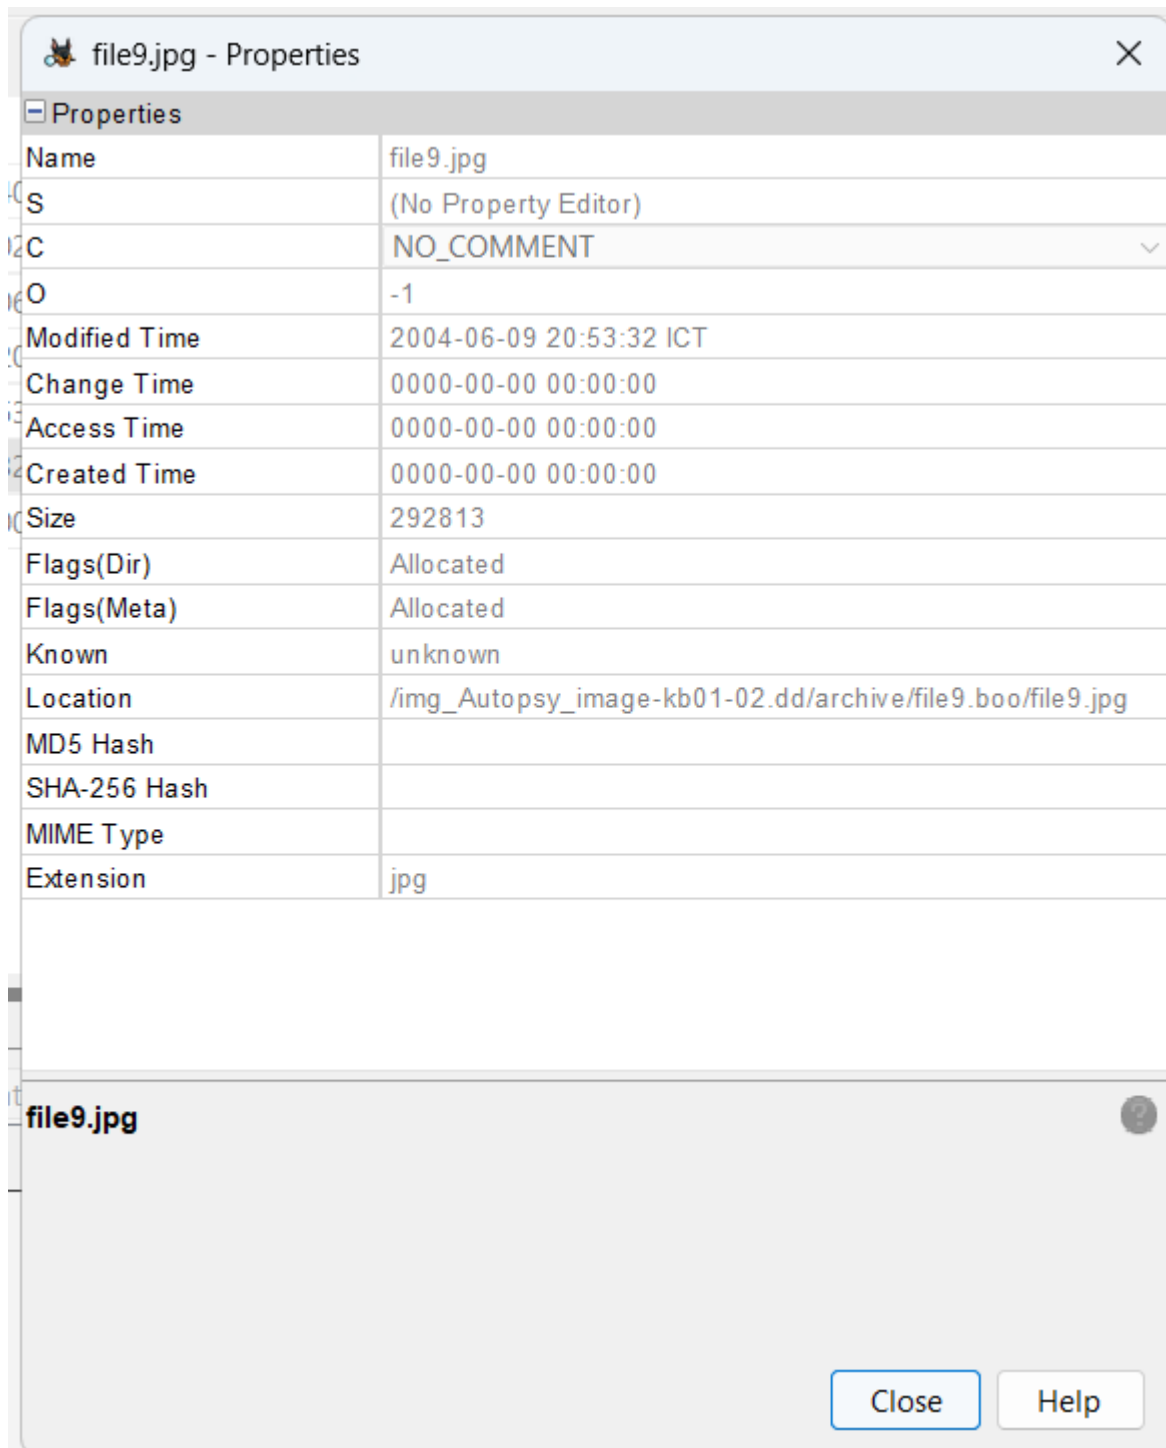 file9.jpg - Properties
Properties
Name file9.jpg
S (No Property Editor)
C NO_COMMENT
O -1
Modified Time 2004-06-09 20:53:32 ICT
Change Time 0000-00-00 00:00:00
Access Time 0000-00-00 00:00:00
Created Time 0000-00-00 00:00:00
Size 292813
Flags(Dir) Allocated
Flags(Meta) Allocated
Known unknown
Location /img_Autopsy_image-kb01-02.dd/archive/file9.boo/file9.jpg
MD5 Hash
SHA-256 Hash
MIME Type
Extension jpg
file9.jpg
Close Help